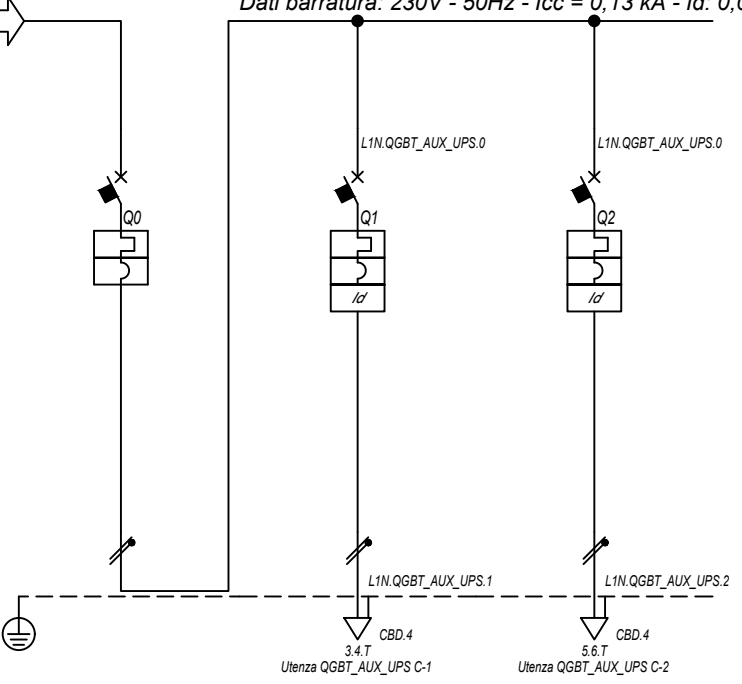 Dati barratura: 230V - 50Hz - Icc = 0,13 kA - Id: 0,0
L1N.QGBT_AUX_UPS.0
L1N.QGBT_AUX_UPS.0
Q0
Q1
Q2
Id
Id
L1N.QGBT_AUX_UPS.1
L1N.QGBT_AUX_UPS.2
CBD.4
CBD.4
3.4.T
5.6.T
Utenza QGBT_AUX_UPS C-1
Utenza QGBT_AUX_UPS C-2